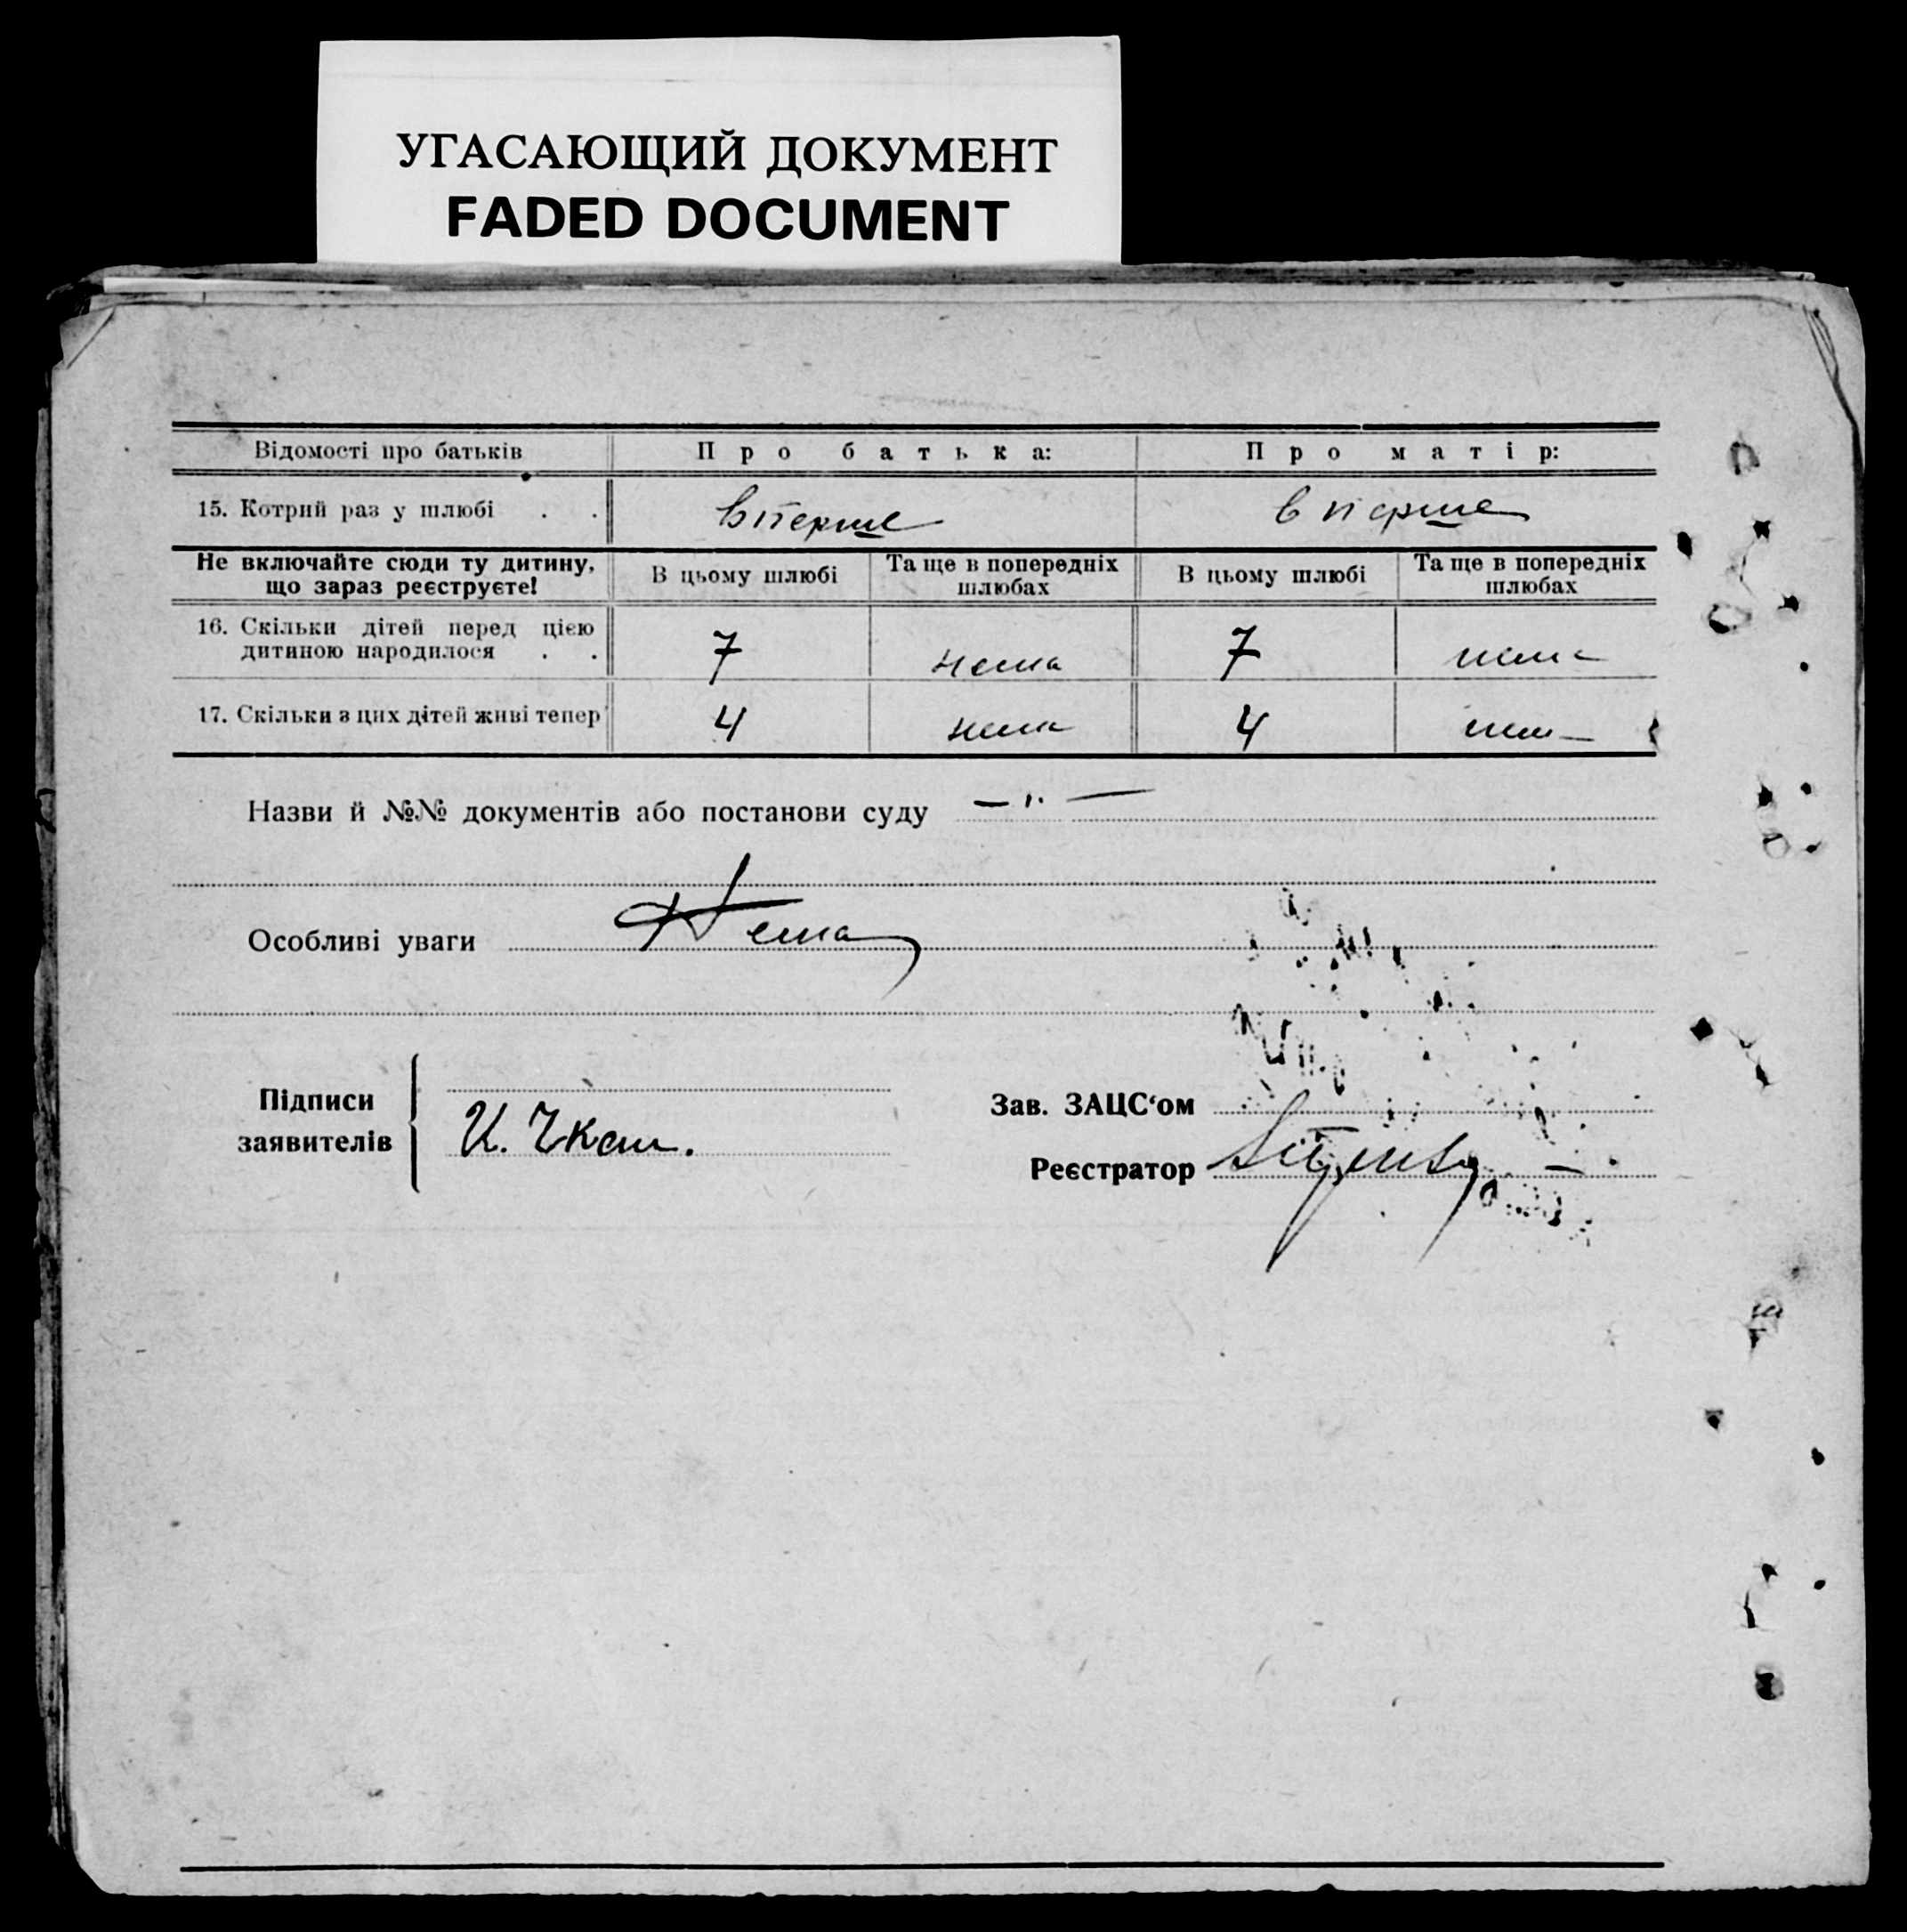 УГАСАЮЩИЙ ДОКУМЕНТ
FADED DOCUMENT
Відомості про батьків Про батька: Про матір:
15. Котрий раз у шлюбі . . вперше вперше
Не включайте сюди ту дитину, що зараз реєструєте! В цьому шлюбі Та ще в попередніх шлюбах В цьому шлюбі Та ще в попередніх шлюбах
16. Скільки дітей перед цією
дитиною народилося . . 7 нема 7 нема
17. Скільки з цих дітей живі тепер 4 нема 4 нема
Назви й №№ документів або постанови суду — " —
Особливі уваги Нема
Підписи заявителів И.
Зав. ЗАЦС‘ом
Реєстратор